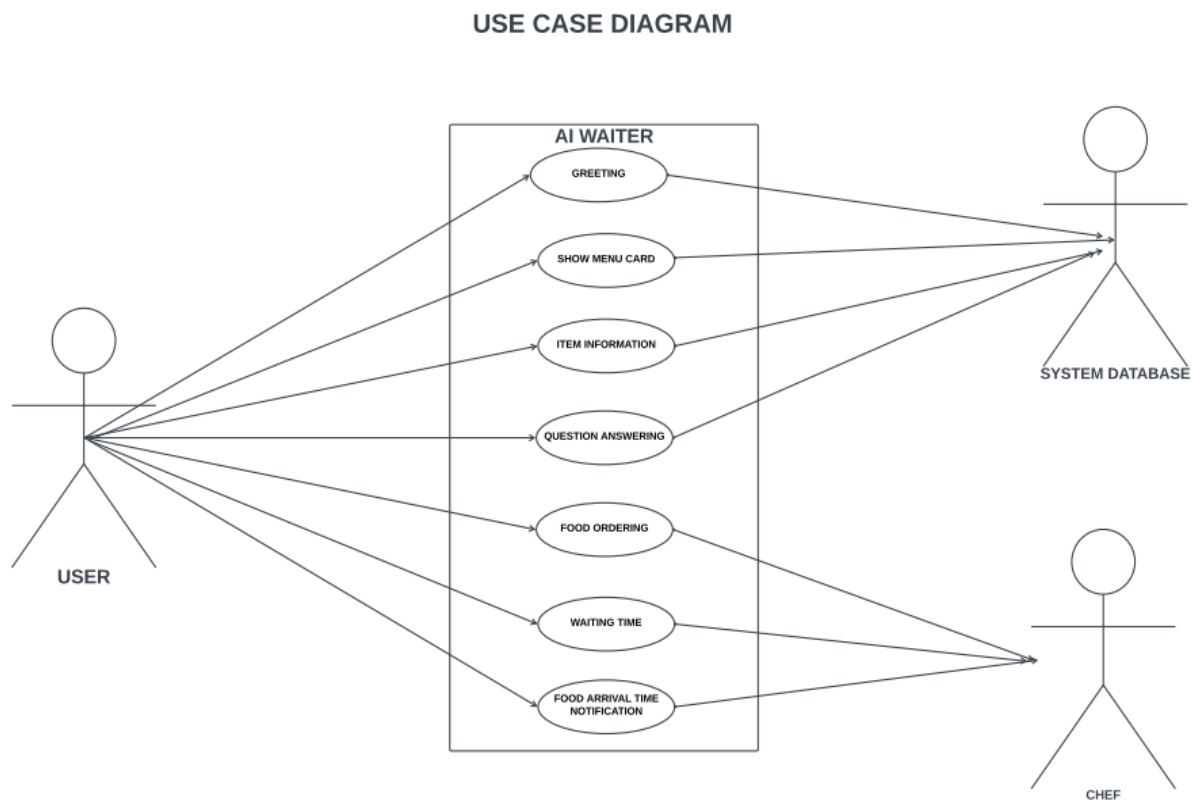 USE CASE DIAGRAM
AI WAITER
GREETING
SHOW MENU CARD
ITEM INFORMATION
QUESTION ANSWERING
FOOD ORDERING
WAITING TIME
FOOD ARRIVAL TIME
NOTIFICATION
USER
SYSTEM DATABASE
CHEF